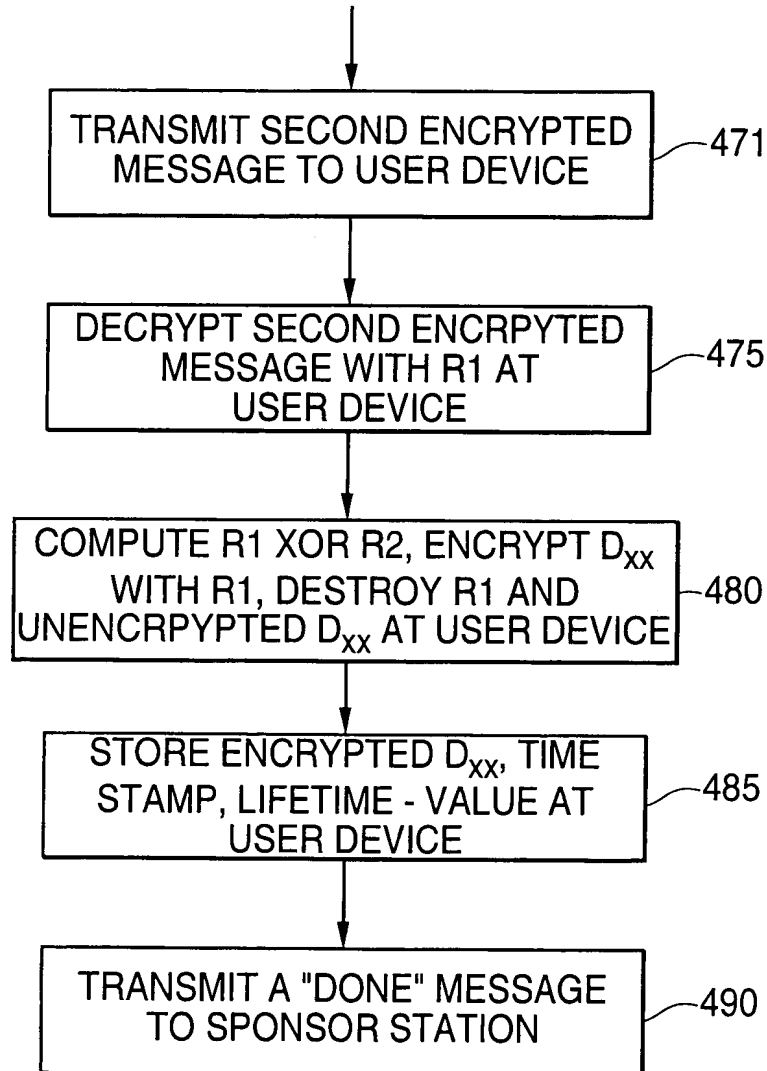 TRANSMIT SECOND ENCRYPTED
MESSAGE TO USER DEVICE
471
DECRYPT SECOND ENCRPYTED
MESSAGE WITH R1 AT
USER DEVICE
475
COMPUTE R1 XOR R2, ENCRYPT DXX
WITH R1, DESTROY R1 AND
UNENCRPYPTED DXX AT USER DEVICE
480
STORE ENCRYPTED DXX, TIME
STAMP, LIFETIME - VALUE AT
USER DEVICE
485
TRANSMIT A "DONE" MESSAGE
TO SPONSOR STATION
490